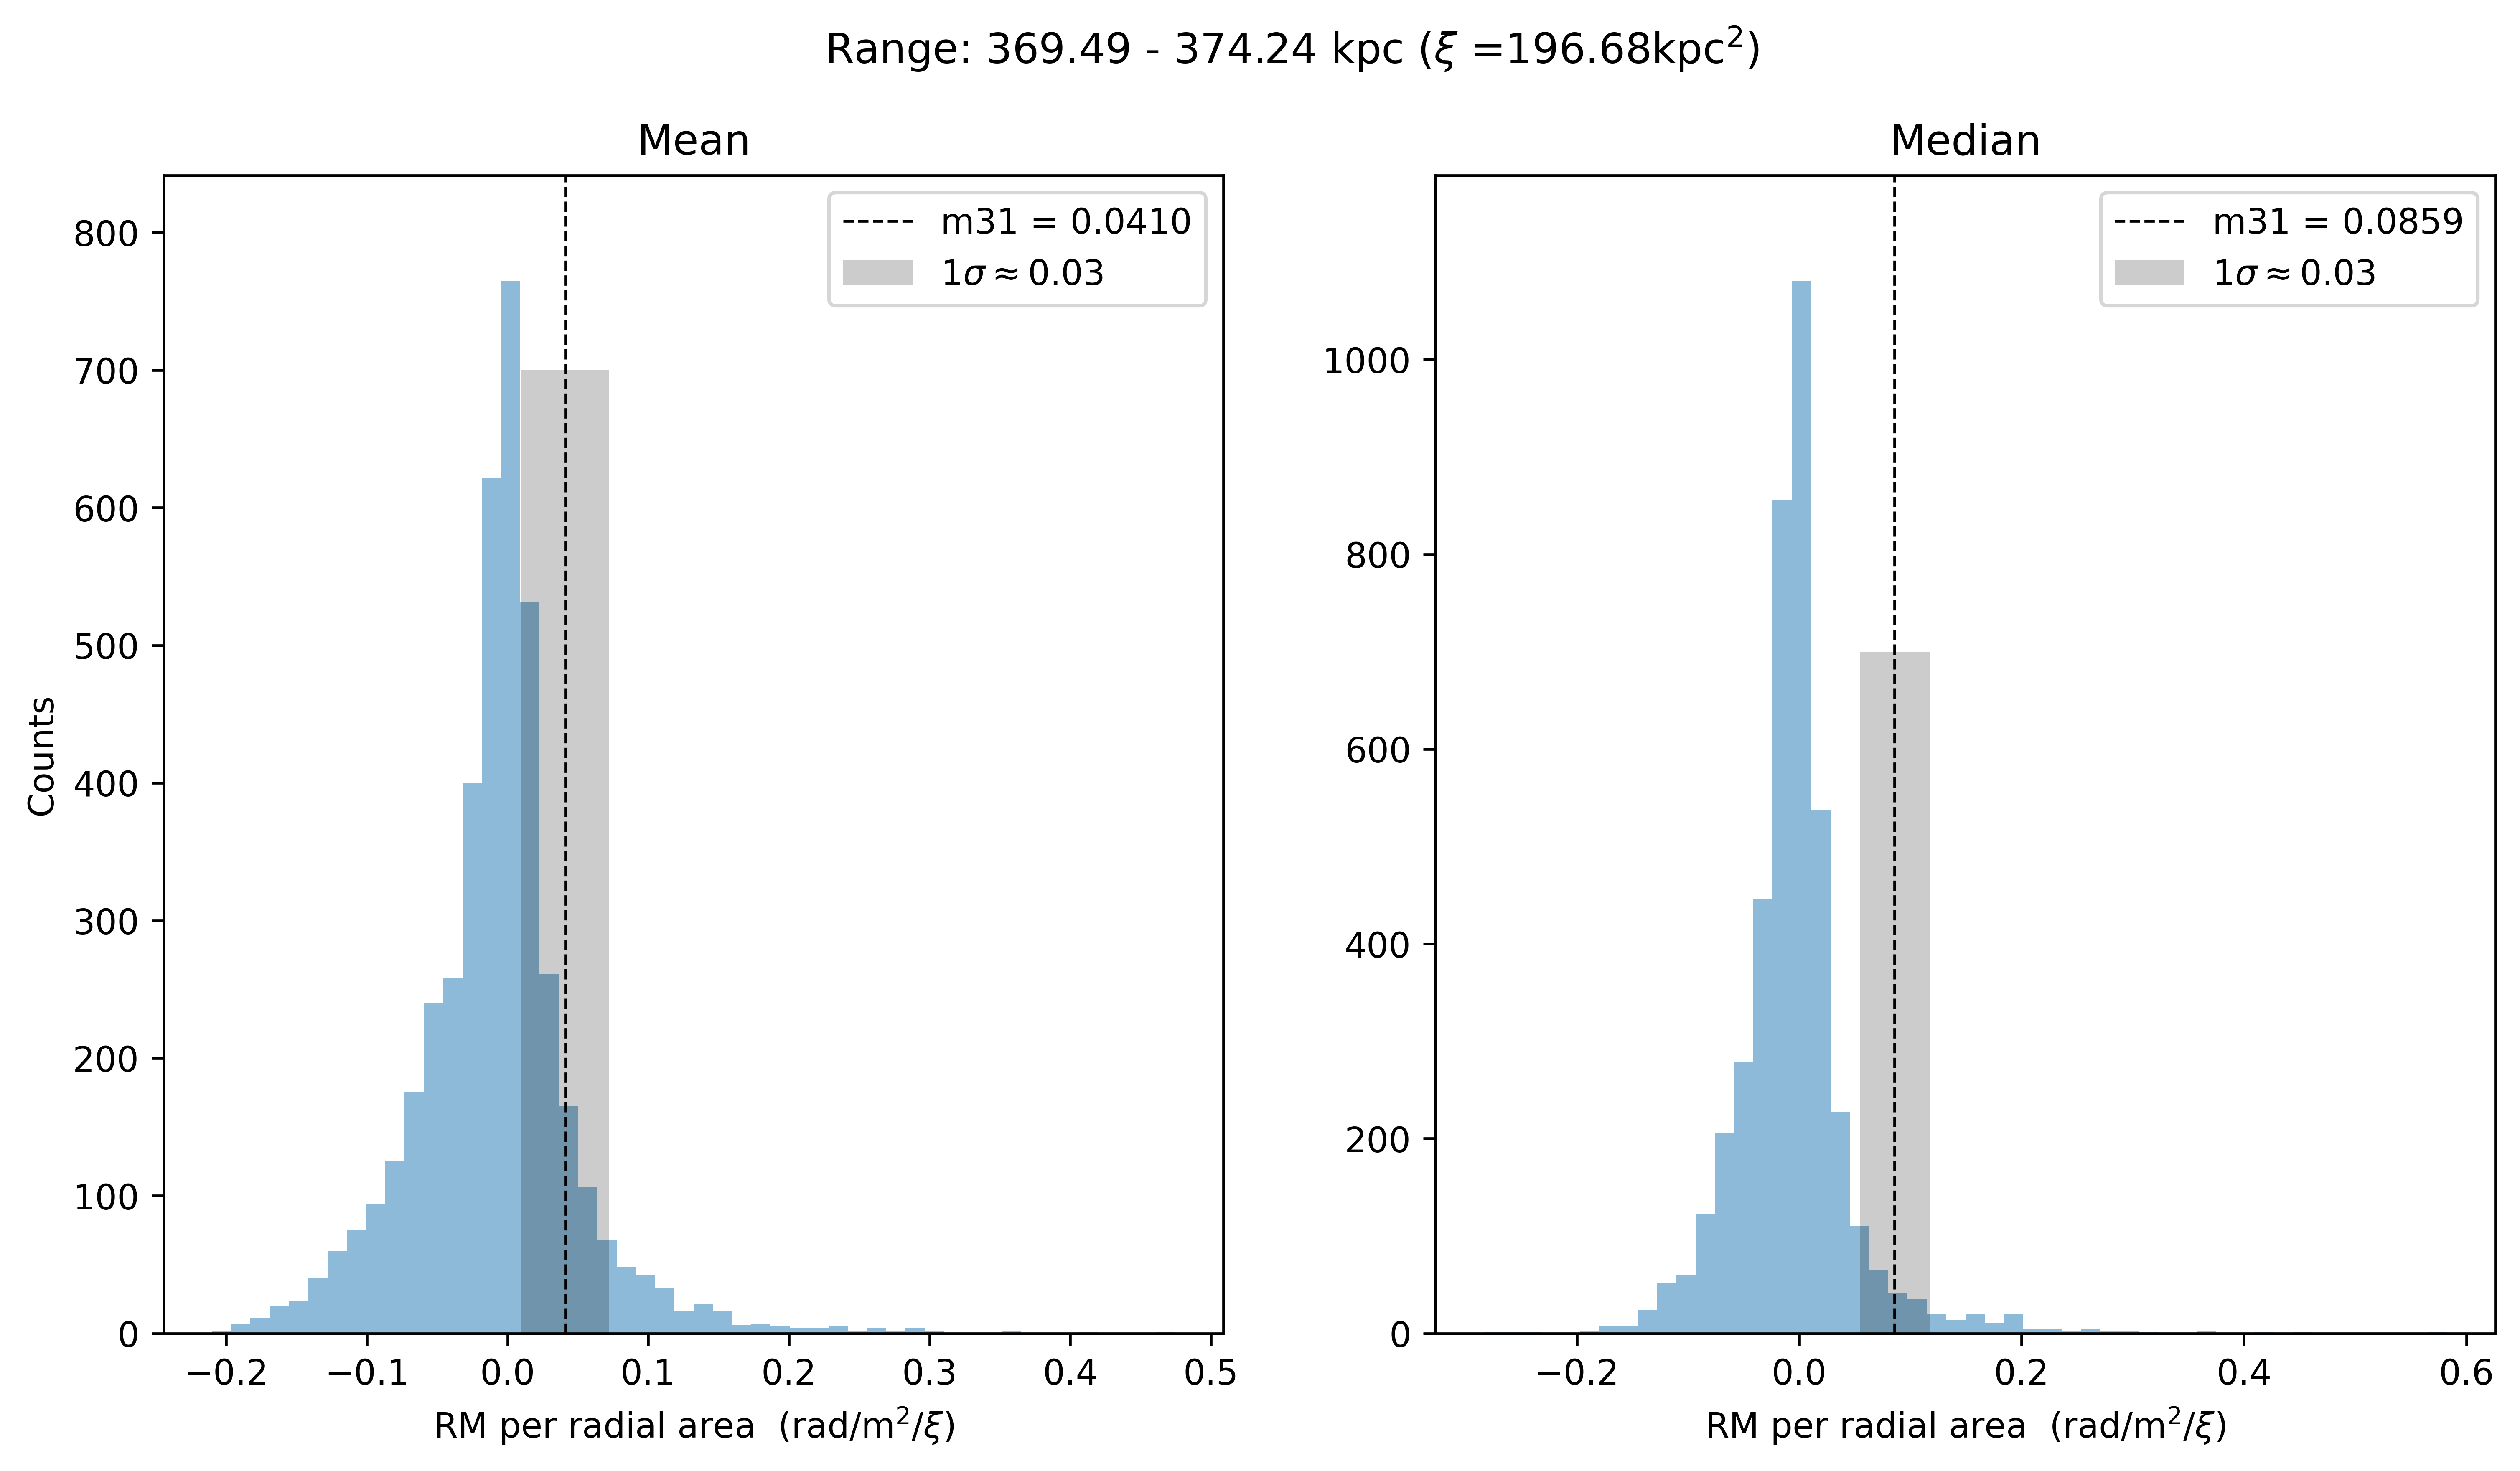 Range: 369.49 - 374.24 kpc (ξ =196.68kpc²)
Mean
m31 = 0.0410
1σ ≈ 0.03
800
700
600
500
400
300
200
100
0
Counts
−0.2 −0.1 0.0 0.1 0.2 0.3 0.4 0.5
RM per radial area (rad/m²/ξ)
Median
m31 = 0.0859
1σ ≈ 0.03
1000
800
600
400
200
0
−0.2 0.0 0.2 0.4 0.6
RM per radial area (rad/m²/ξ)